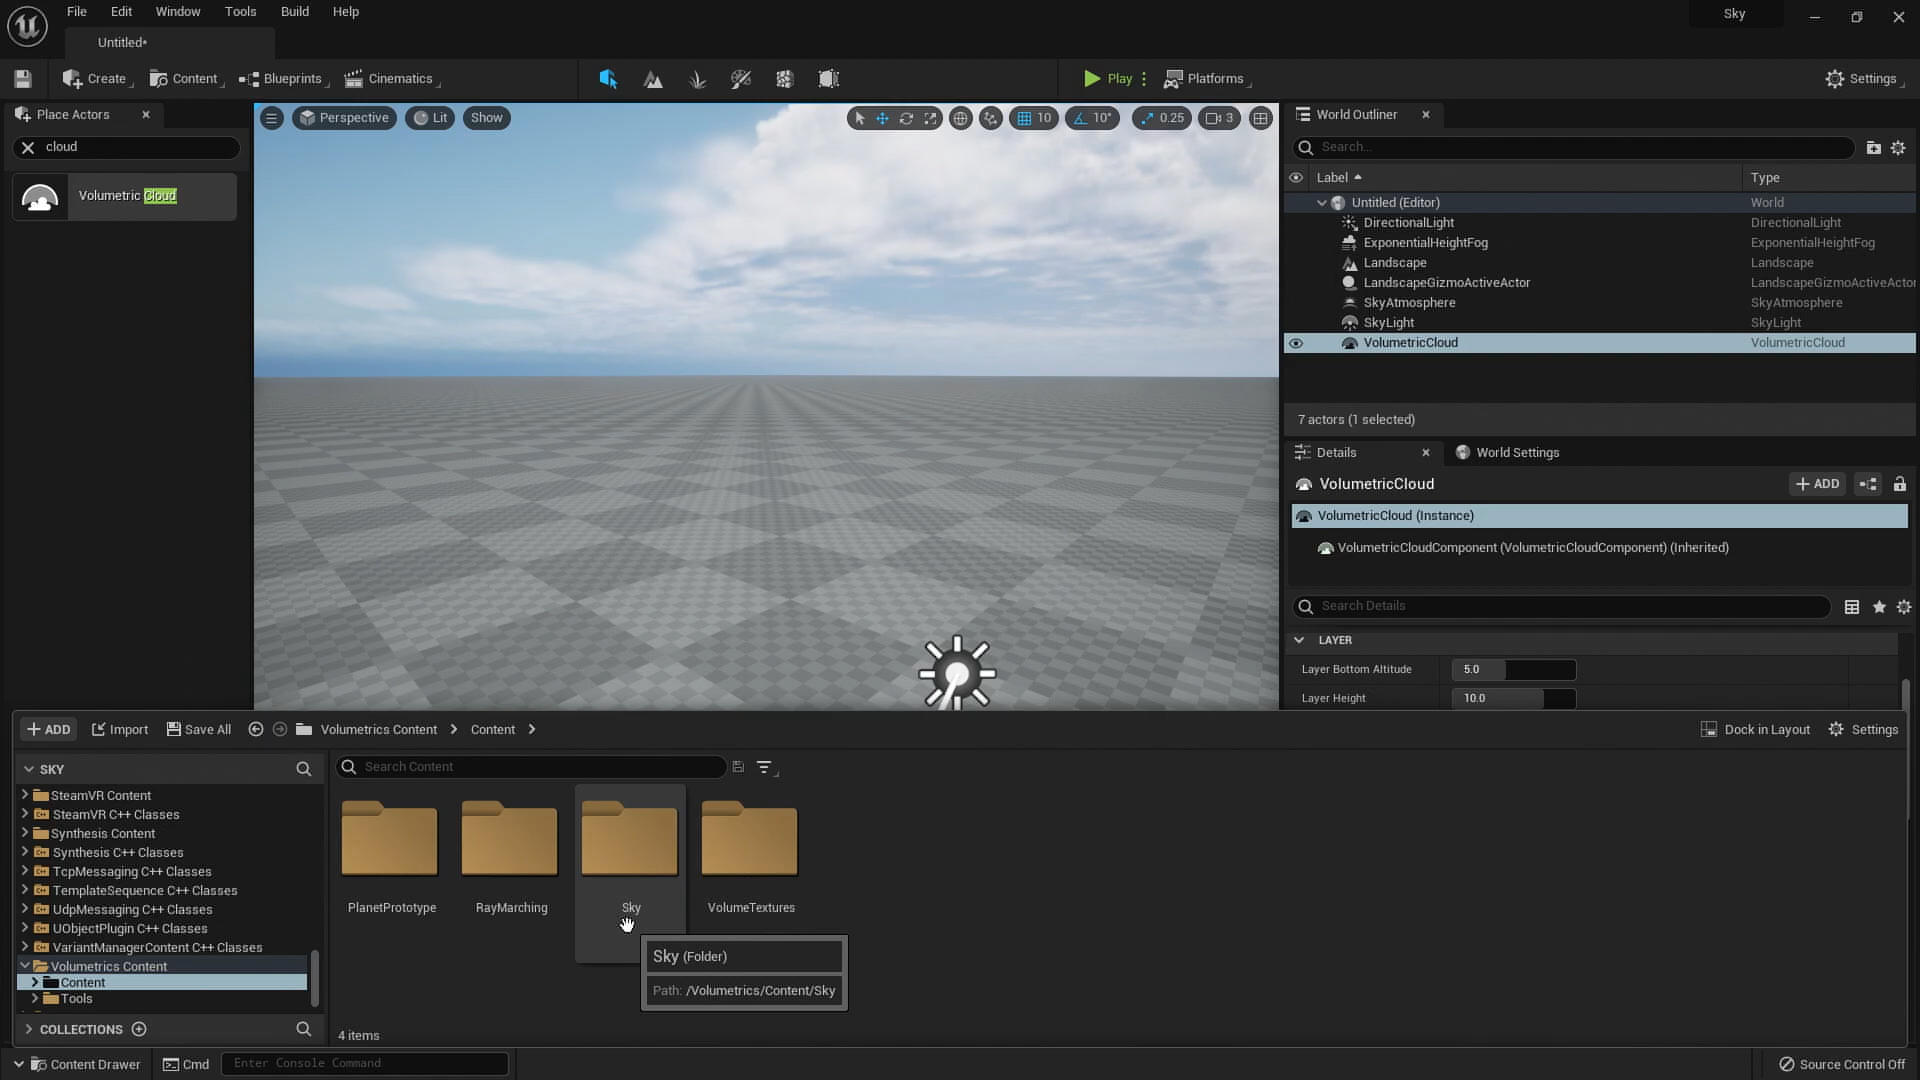 File Edit Window Tools Build Help
Sky
Untitled*
Create Content Blueprints Cinematics Play Platforms Settings
Place Actors
cloud
Volumetric Cloud
Perspective Lit Show 10 10° 0.25 3
World Outliner
Search...
Label Type
Untitled (Editor) World
DirectionalLight DirectionalLight
ExponentialHeightFog ExponentialHeightFog
Landscape Landscape
LandscapeGizmoActiveActor LandscapeGizmoActiveActor
SkyAtmosphere SkyAtmosphere
SkyLight SkyLight
VolumetricCloud VolumetricCloud
7 actors (1 selected)
Details World Settings
VolumetricCloud + ADD
VolumetricCloud (Instance)
VolumetricCloudComponent (VolumetricCloudComponent) (Inherited)
Search Details
LAYER
Layer Bottom Altitude 5.0
Layer Height 10.0
+ ADD Import Save All Volumetrics Content > Content > Dock in Layout Settings
SKY
SteamVR Content
SteamVR C++ Classes
Synthesis Content
Synthesis C++ Classes
TcpMessaging C++ Classes
TemplateSequence C++ Classes
UdpMessaging C++ Classes
UObjectPlugin C++ Classes
VariantManagerContent C++ Classes
Volumetrics Content
Content
Tools
COLLECTIONS
Search Content
PlanetPrototype RayMarching Sky VolumeTextures
Sky (Folder)
Path: /Volumetrics/Content/Sky
4 items
Content Drawer Cmd Enter Console Command Source Control Off